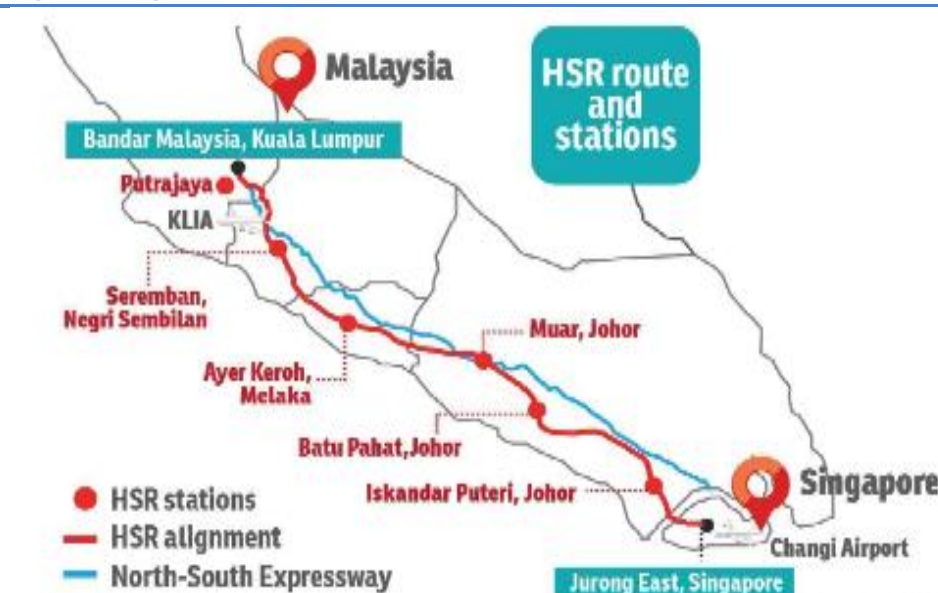 Malaysia
HSR route
and
stations
Bandar Malaysia, Kuala Lumpur
Putrajaya
KLIA
Seremban,
Negri Sembilan
Muar, Johor
Ayer Keroh,
Melaka
Batu Pahat,Johor
Iskandar Puteri, Johor
Singapore
HSR stations
HSR alignment
North-South Expressway
Changi Airport
Jurong East, Singapore